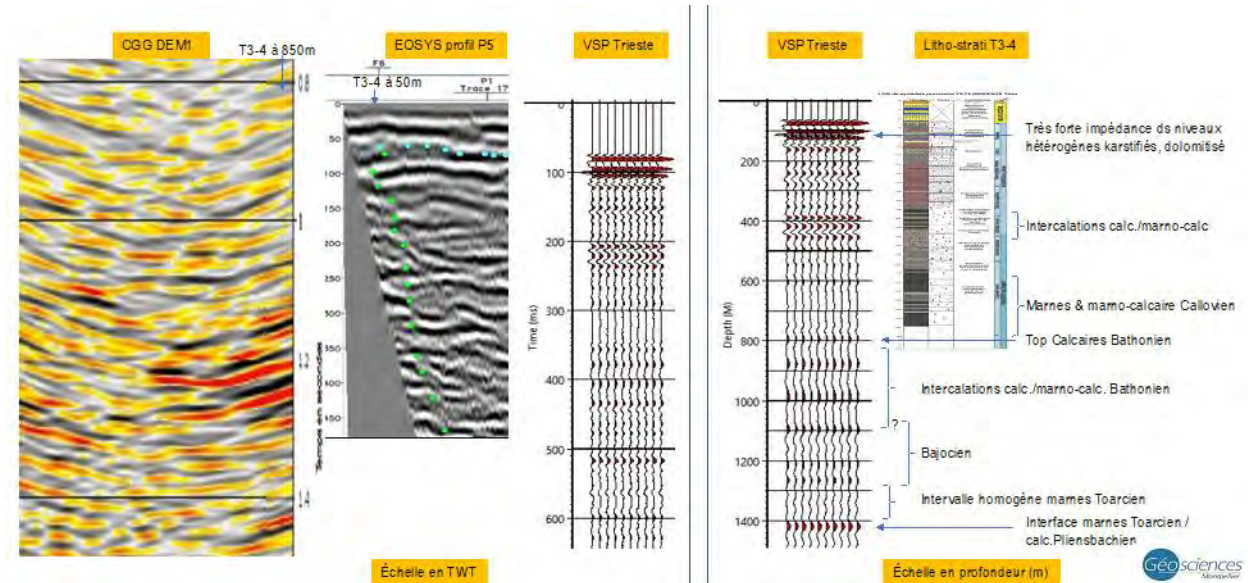 CGG DEM1
T3-4 à 850m
EOSYS profil P5
F6
T3-4 à 50m
P1
Trace 17
VSP Trieste
VSP Trieste
Litho-strati T3-4
0.8
1
1.2
1.4
Temps en secondes
0
50
100
150
200
250
300
350
400
450
Time (ms)
0
100
200
300
400
500
600
Depth (M)
200
400
600
800
1000
1200
1400
Très forte impédance ds niveaux
hétérogènes karstifiés, dolomitisé
Intercalations calc./marno-calc
Marnes & marno-calcaire Callovien
Top Calcaires Bathonien
Intercalations calc./marno-calc. Bathonien
?
Bajocien
Intervalle homogène marnes Toarcien
Interface marnes Toarcien /
calc.Pliensbachien
Échelle en TWT
Échelle en profondeur (m)
Géosciences
Montpellier